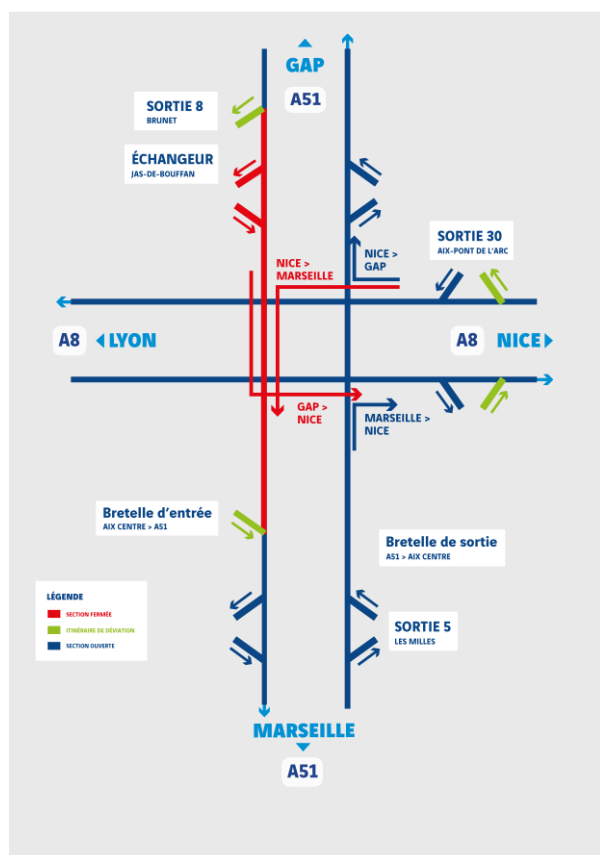 GAP
A51
SORTIE 8
BRUNET
ÉCHANGEUR
JAS-DE-BOUFFAN
SORTIE 30
AIX-PONT DE L'ARC
NICE >
MARSEILLE
NICE >
GAP
A8
LYON
A8
NICE
GAP >
NICE
MARSEILLE >
NICE
Bretelle d'entrée
AIX CENTRE > A51
Bretelle de sortie
A51 > AIX CENTRE
LÉGENDE
SECTION FERMÉE
ITINÉRAIRE DE DÉVIATION
SECTION OUVERTE
SORTIE 5
LES MILLES
MARSEILLE
A51